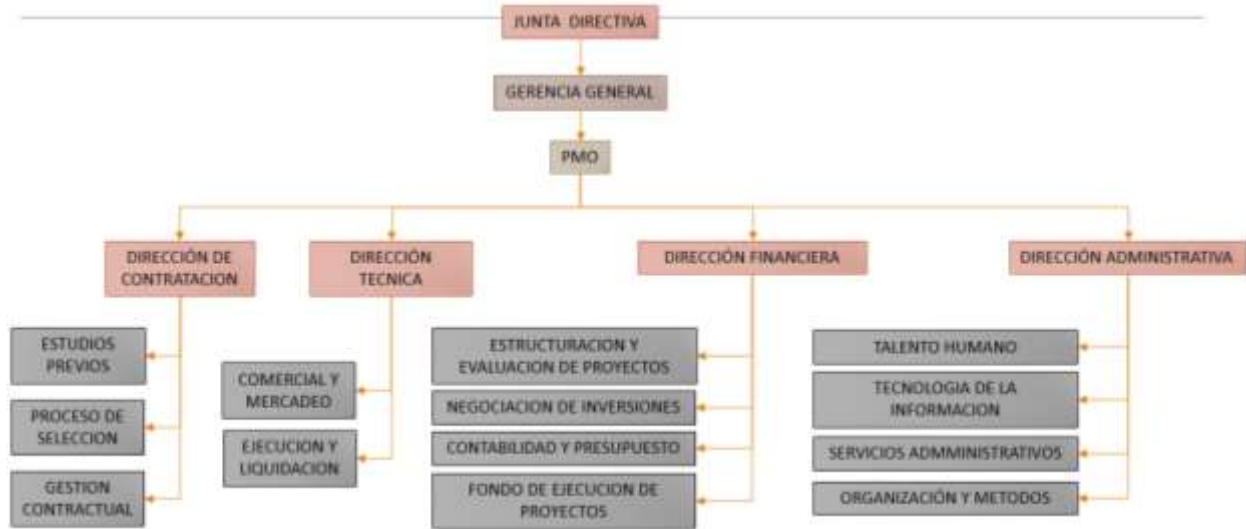 JUNTA DIRECTIVA
GERENCIA GENERAL
PMO
DIRECCIÓN DE
CONTRATACION
DIRECCIÓN
TECNICA
DIRECCIÓN FINANCIERA
DIRECCIÓN ADMINISTRATIVA
ESTUDIOS
PREVIOS
PROCESO DE
SELECCION
GESTION
CONTRACTUAL
COMERCIAL Y
MERCADEO
EJECUCION Y
LIQUIDACION
ESTRUCTURACION Y
EVALUACION DE PROYECTOS
NEGOCIACION DE INVERSIONES
CONTABILIDAD Y PRESUPUESTO
FONDO DE EJECUCION DE
PROYECTOS
TALENTO HUMANO
TECNOLOGIA DE LA
INFORMACION
SERVICIOS ADMMINISTRATIVOS
ORGANIZACIÓN Y METODOS